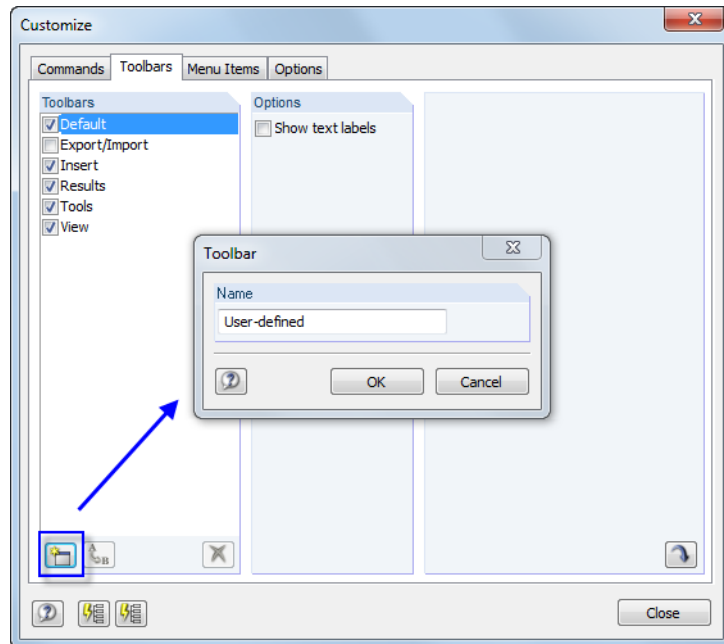 Customize
Commands Toolbars Menu Items Options
Toolbars
Default
Export/Import
Insert
Results
Tools
View
Options
Show text labels
Toolbar
Name
User-defined
OK Cancel
A B
Close